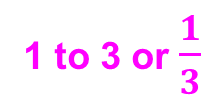 1 to 3 or 1/3